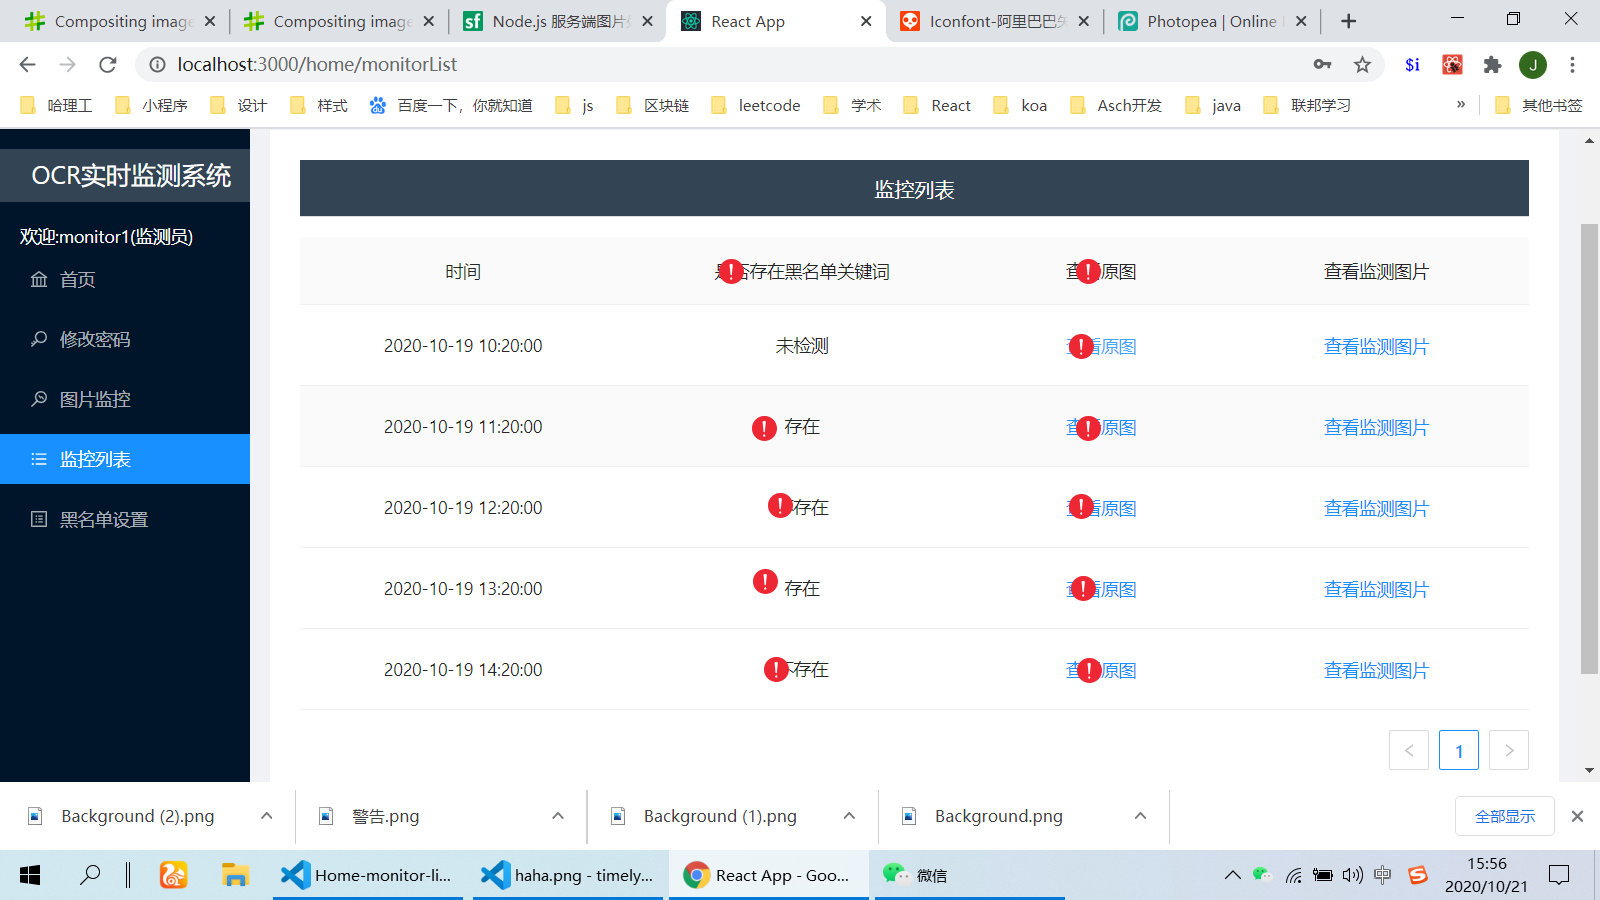 Compositing image
Compositing image
Node.js 服务端图片
React App
Iconfont-阿里巴巴矢
Photopea | Online
localhost:3000/home/monitorList
$i
J
哈理工
小程序
设计
样式
百度一下，你就知道
js
区块链
leetcode
学术
React
koa
Asch开发
java
联邦学习
»
其他书签
OCR实时监测系统
欢迎:monitor1(监测员)
首页
修改密码
图片监控
监控列表
黑名单设置
监控列表
时间
存在黑名单关键词
原图
查看监测图片
2020-10-19 10:20:00
未检测
原图
查看监测图片
2020-10-19 11:20:00
存在
原图
查看监测图片
2020-10-19 12:20:00
存在
原图
查看监测图片
2020-10-19 13:20:00
存在
原图
查看监测图片
2020-10-19 14:20:00
存在
原图
查看监测图片
1
Background (2).png
警告.png
Background (1).png
Background.png
全部显示
Home-monitor-li...
haha.png - timely...
React App - Goo...
微信
中
15:56
2020/10/21